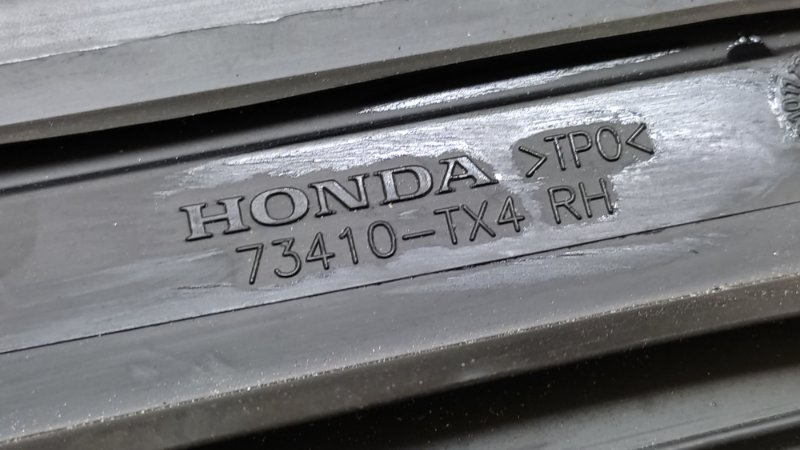 HONDA >TPO<
73410-TX4 RH